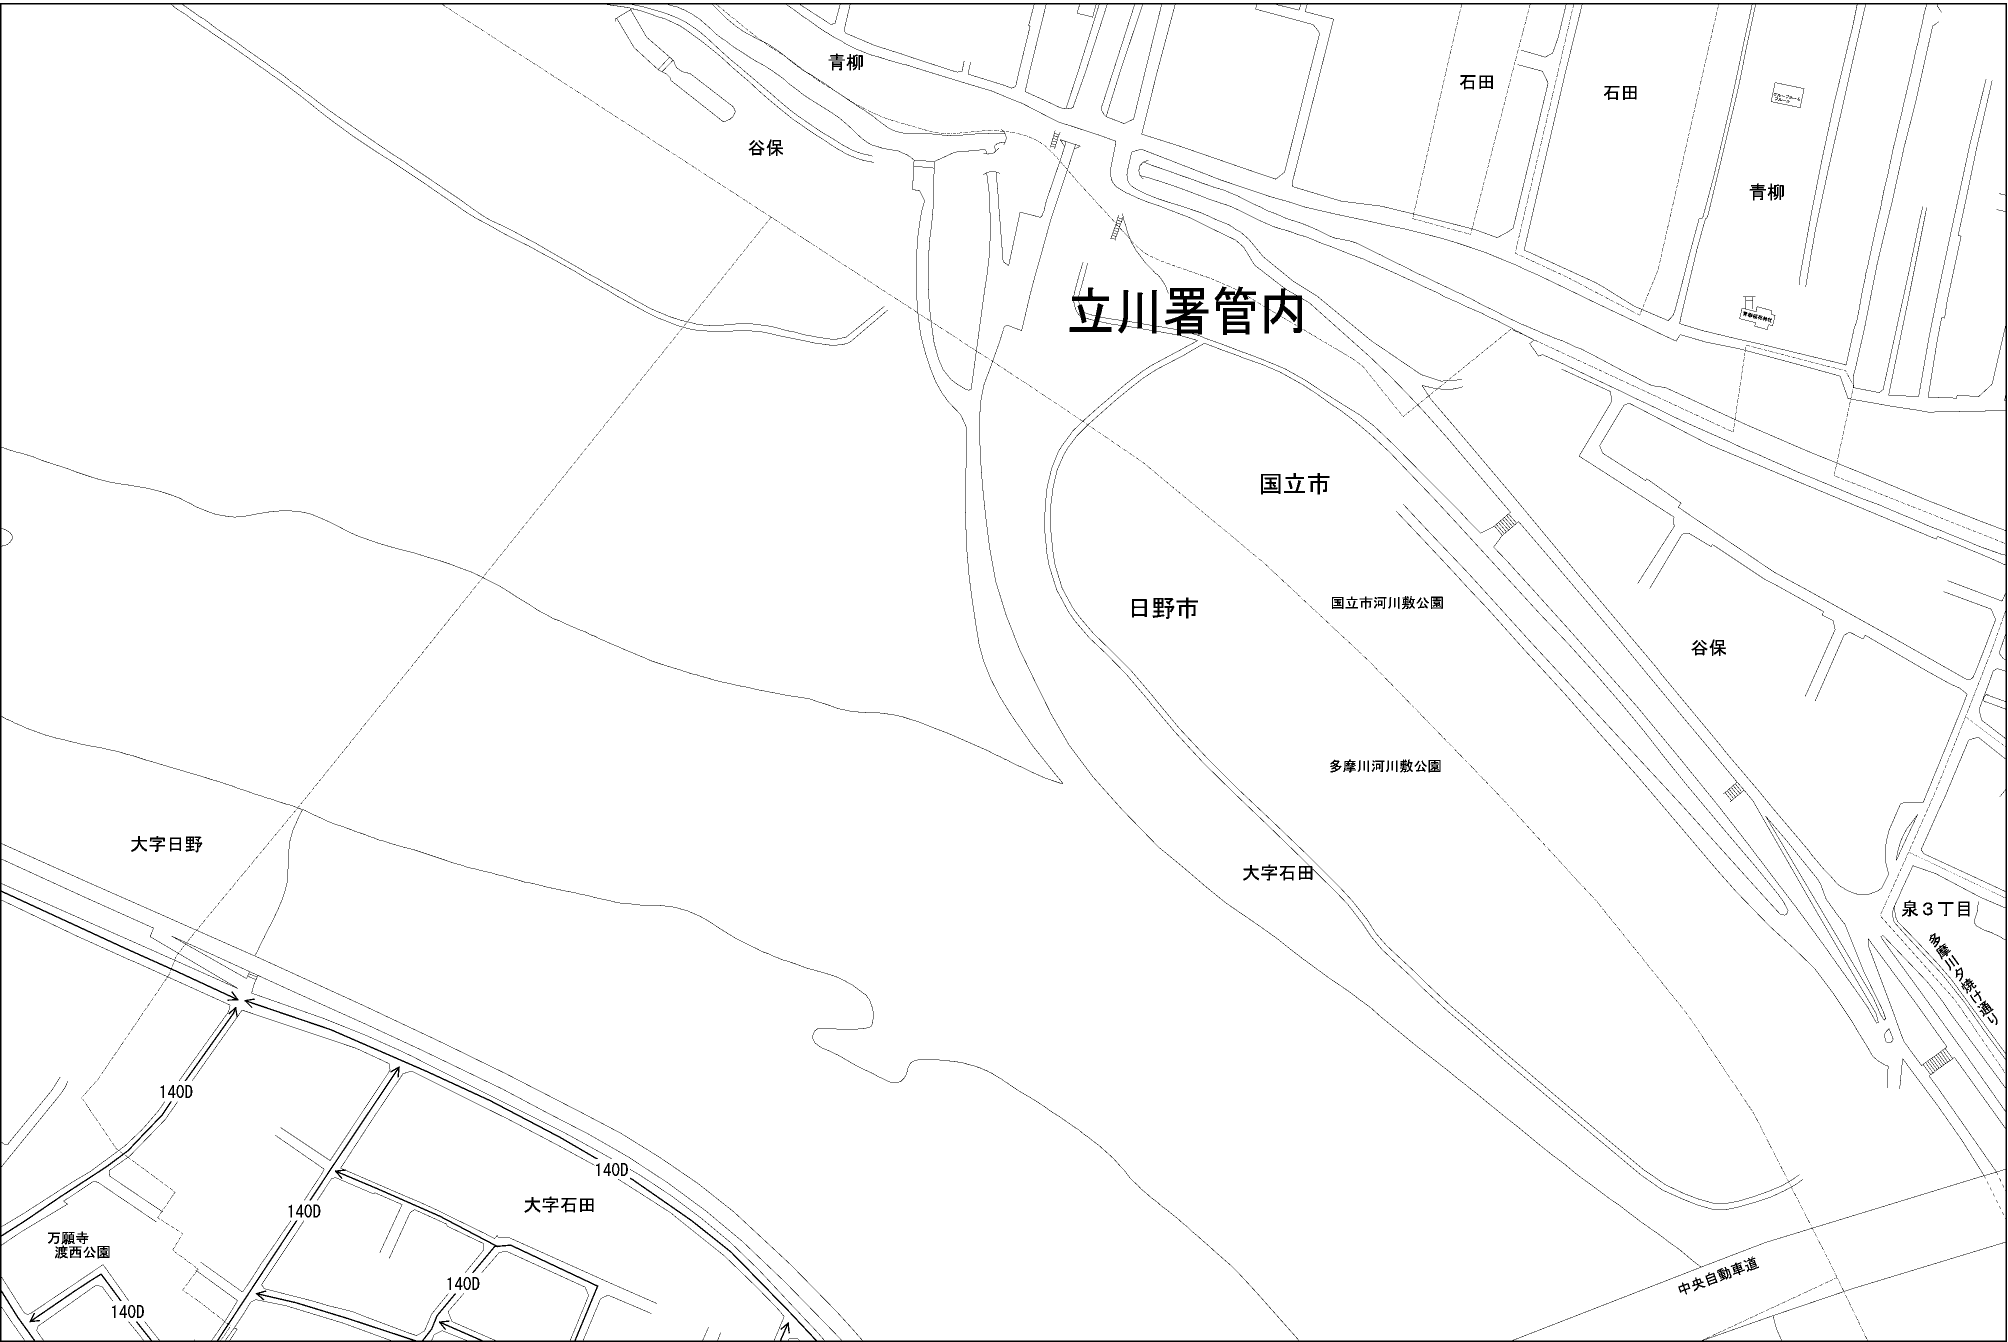 青柳
石田
石田
谷保
青柳
立川署管内
国立市
国立市河川敷公園
日野市
谷保
多摩川河川敷公園
大字日野
大字石田
泉３丁目
多摩川夕焼け通り
140D
140D
大字石田
140D
万願寺
渡西公園
140D
140D
中央自動車道